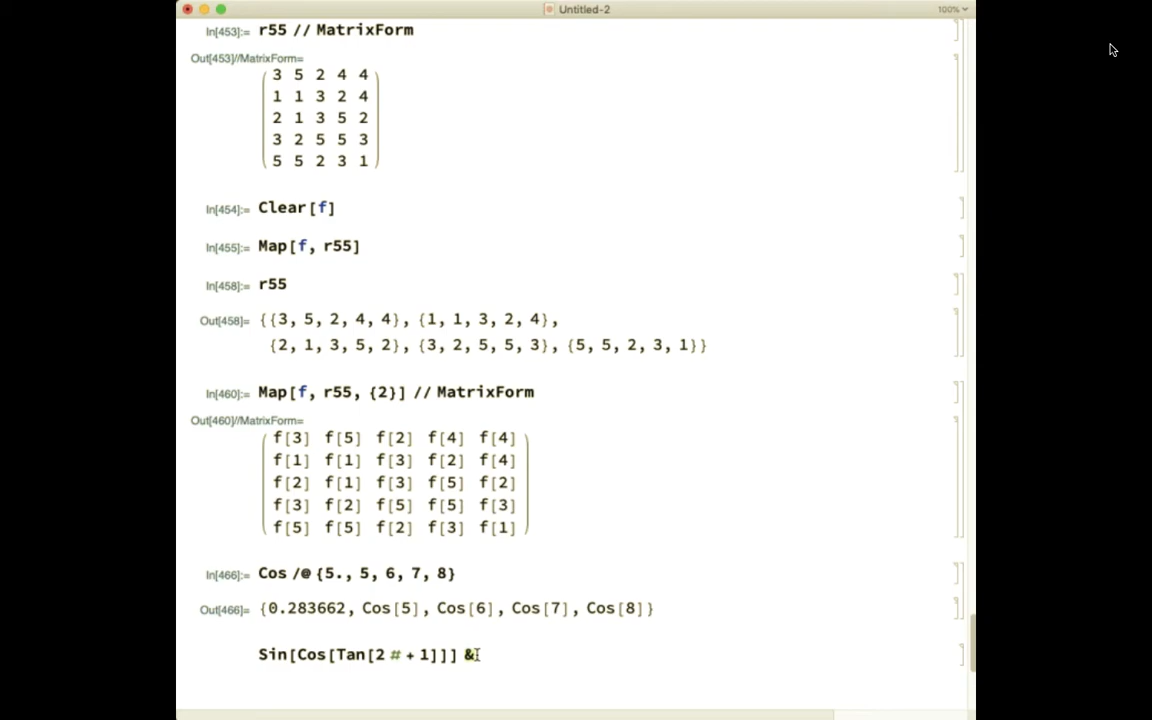 Untitled-2
100%
In[453]:= r55 // MatrixForm
Out[453]//MatrixForm=
3 5 2 4 4
1 1 3 2 4
2 1 3 5 2
3 2 5 5 3
5 5 2 3 1
In[454]:= Clear[f]
In[455]:= Map[f, r55]
In[458]:= r55
Out[458]= {{3, 5, 2, 4, 4}, {1, 1, 3, 2, 4},
{2, 1, 3, 5, 2}, {3, 2, 5, 5, 3}, {5, 5, 2, 3, 1}}
In[460]:= Map[f, r55, {2}] // MatrixForm
Out[460]//MatrixForm=
f[3] f[5] f[2] f[4] f[4]
f[1] f[1] f[3] f[2] f[4]
f[2] f[1] f[3] f[5] f[2]
f[3] f[2] f[5] f[5] f[3]
f[5] f[5] f[2] f[3] f[1]
In[466]:= Cos /@ {5., 5, 6, 7, 8}
Out[466]= {0.283662, Cos[5], Cos[6], Cos[7], Cos[8]}
Sin[Cos[Tan[2 # + 1]]] &